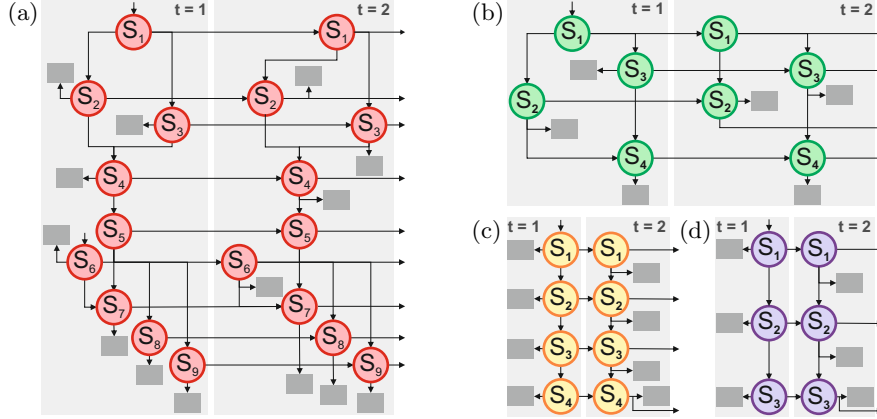 (a)
t = 1
t = 2
S1
S1
S2
S2
S3
S3
S4
S4
S5
S5
S6
S6
S7
S7
S8
S8
S9
S9
(b)
t = 1
t = 2
S1
S1
S3
S3
S2
S2
S4
S4
(c)
t = 1
t = 2
S1
S1
S2
S2
S3
S3
S4
S4
(d)
t = 1
t = 2
S1
S1
S2
S2
S3
S3